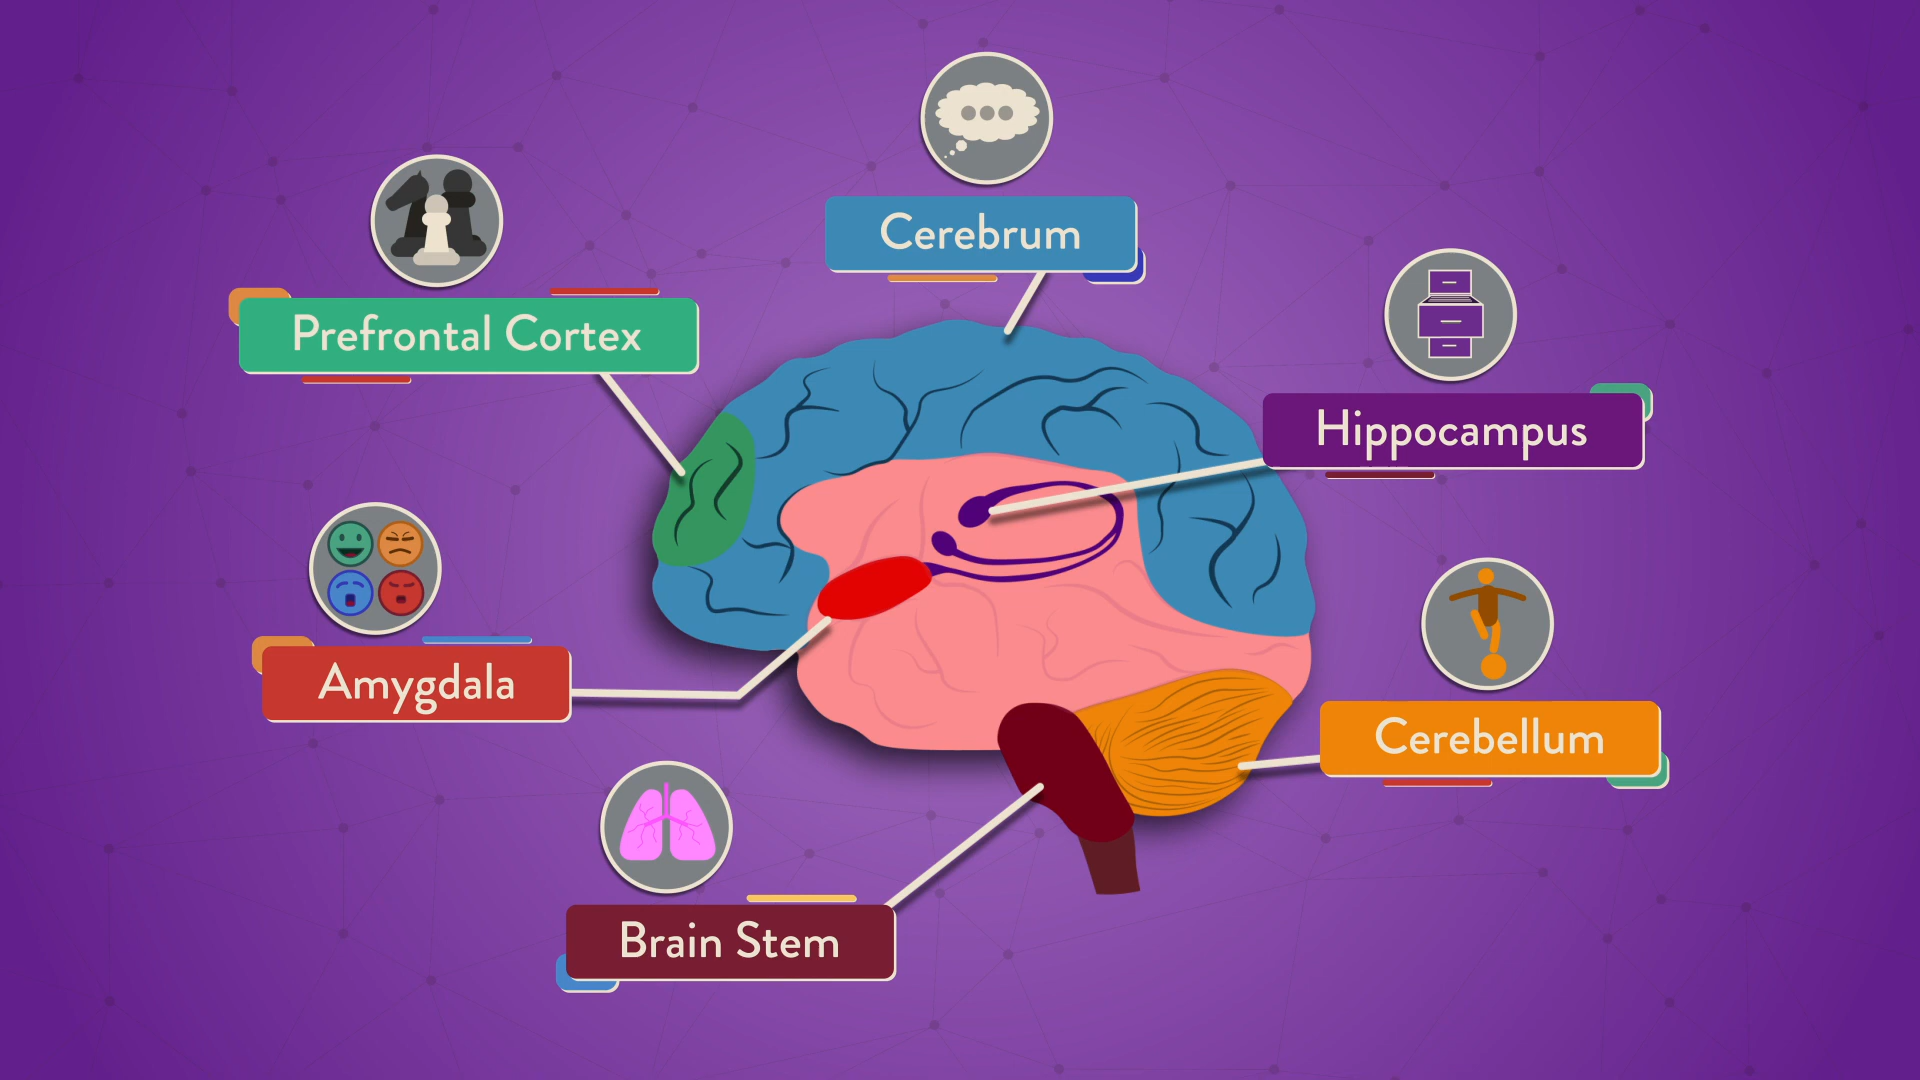 Cerebrum
Prefrontal Cortex
Hippocampus
Amygdala
Cerebellum
Brain Stem